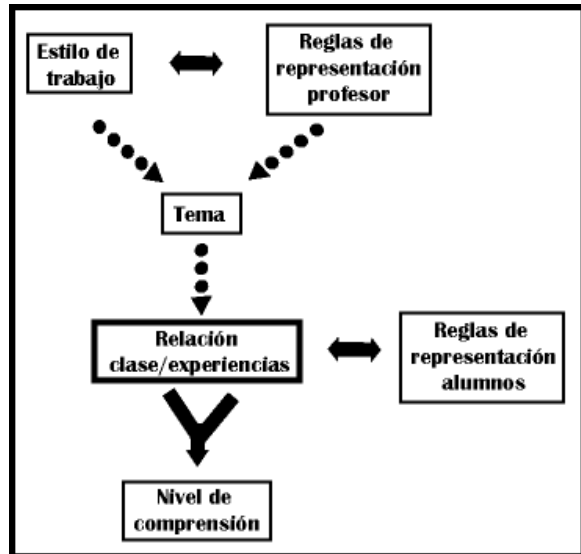 Estilo de
trabajo
Reglas de
representación
profesor
Tema
Relación
clase/experiencias
Reglas de
representación
alumnos
Nivel de
comprensión